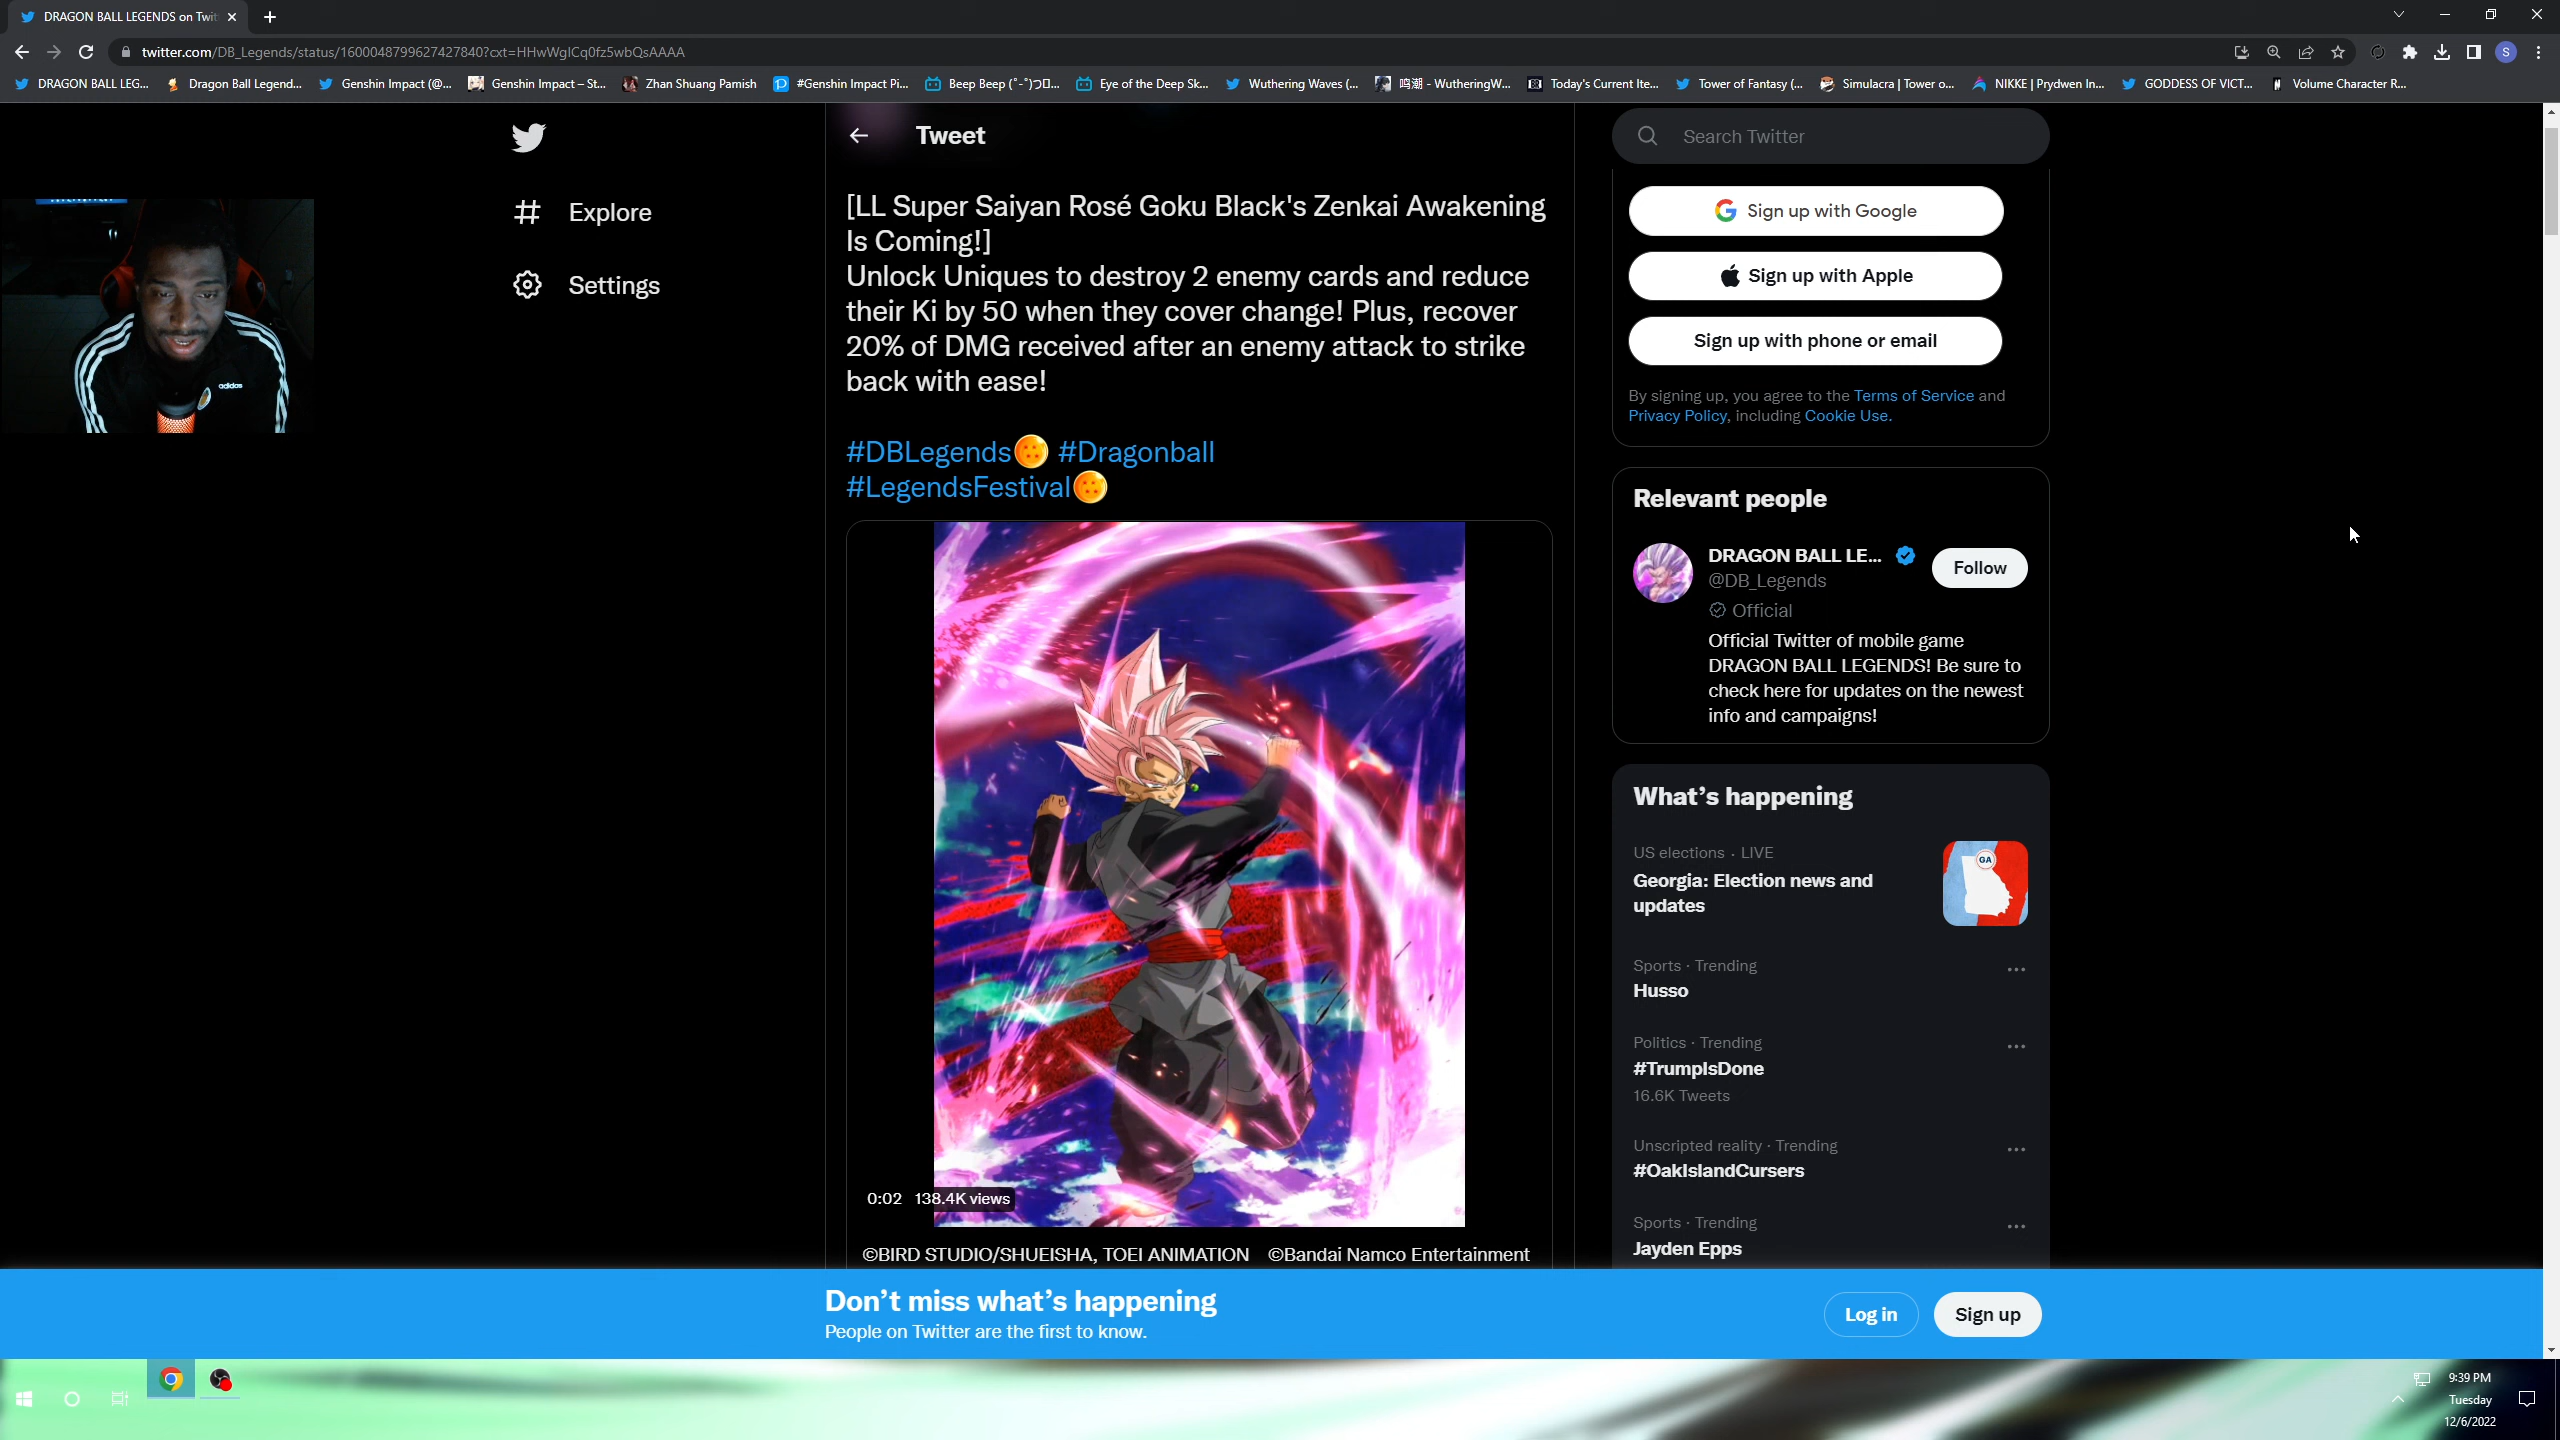 DRAGON BALL LEGENDS on Twit
twitter.com/DB_Legends/status/1600048799627427840?cxt=HHwWgICq0fz5wbQsAAAA
DRAGON BALL LEG...
Dragon Ball Legend...
Genshin Impact (@...
Genshin Impact – St...
Zhan Shuang Pamish
#Genshin Impact Pi...
Eye of the Deep Sk...
Wuthering Waves (...
鸣潮 - WutheringW...
Today's Current Ite...
Tower of Fantasy (...
Simulacra | Tower o...
NIKKE | Prydwen In...
GODDESS OF VICT...
Volume Character R...
Explore
Settings
adidas
Tweet
[LL Super Saiyan Rosé Goku Black's Zenkai Awakening
Is Coming!]
Unlock Uniques to destroy 2 enemy cards and reduce
their Ki by 50 when they cover change! Plus, recover
20% of DMG received after an enemy attack to strike
back with ease!
#DBLegends #Dragonball
#LegendsFestival
0:02 138.4K views
©BIRD STUDIO/SHUEISHA, TOEI ANIMATION ©Bandai Namco Entertainment
Search Twitter
Sign up with Google
Sign up with Apple
Sign up with phone or email
By signing up, you agree to the Terms of Service and
Privacy Policy, including Cookie Use.
Relevant people
DRAGON BALL LE...
@DB_Legends
Official
Follow
Official Twitter of mobile game
DRAGON BALL LEGENDS! Be sure to
check here for updates on the newest
info and campaigns!
What's happening
US elections · LIVE
Georgia: Election news and
updates
GA
Sports · Trending
Husso
Politics · Trending
#TrumpIsDone
16.6K Tweets
Unscripted reality · Trending
#OakIslandCursers
Sports · Trending
Jayden Epps
Don't miss what's happening
People on Twitter are the first to know.
Log in
Sign up
9:39 PM
Tuesday
12/6/2022